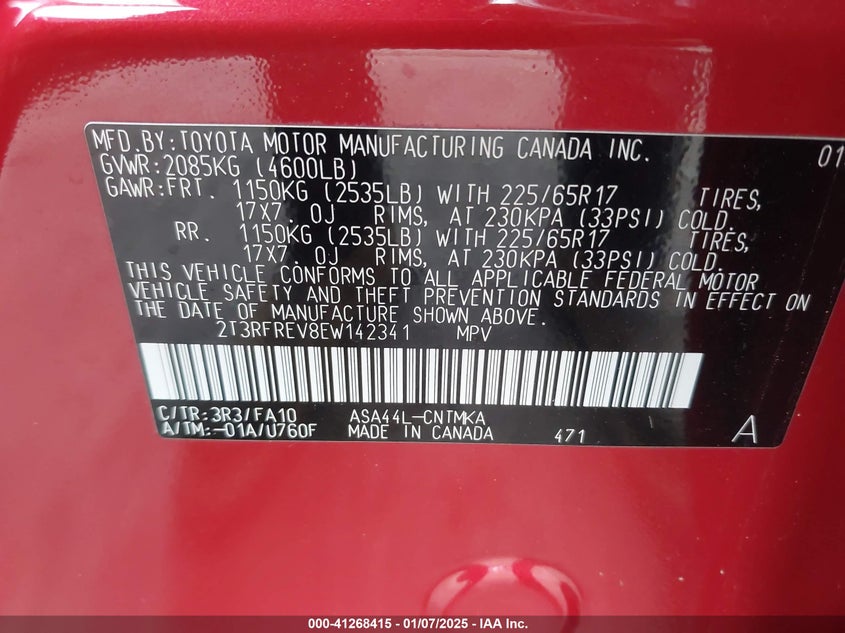 MFD.BY:TOYOTA MOTOR MANUFACTURING CANADA INC. 01
GVWR:2085KG (4600LB)
GAWR:FRT. 1150KG (2535LB) WITH 225/65R17 TIRES,
17X7.0J RIMS, AT 230KPA (33PSI) COLD.
RR. 1150KG (2535LB) WITH 225/65R17 TIRES,
17X7.0J RIMS, AT 230KPA (33PSI) COLD.
THIS VEHICLE CONFORMS TO ALL APPLICABLE FEDERAL MOTOR
VEHICLE SAFETY AND THEFT PREVENTION STANDARDS IN EFFECT ON
THE DATE OF MANUFACTURE SHOWN ABOVE.
2T3RFREV8EW142341 MPV
C/TR:3R3/FA10 ASA44L-CNTMKA
A/TM:-01A/U760F MADE IN CANADA 471 A
000-41268415 - 01/07/2025 - IAA Inc.